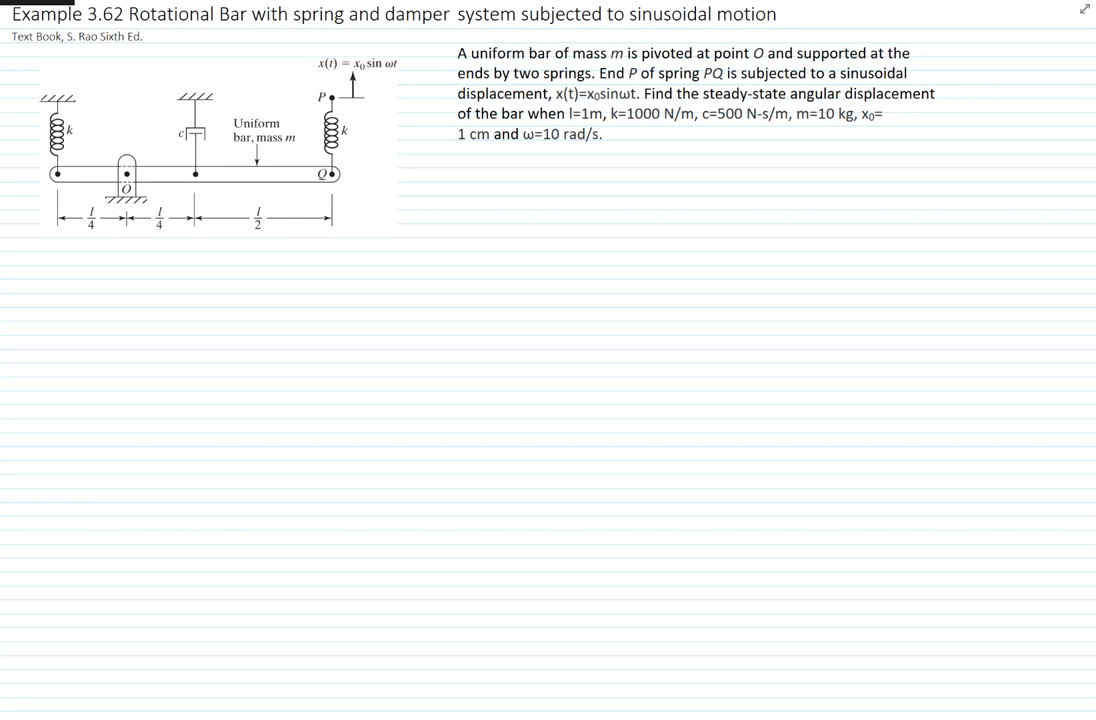 Example 3.62 Rotational Bar with spring and damper system subjected to sinusoidal motion
Text Book, S. Rao Sixth Ed.
A uniform bar of mass m is pivoted at point O and supported at the
ends by two springs. End P of spring PQ is subjected to a sinusoidal
displacement, x(t)=x₀sinωt. Find the steady-state angular displacement
of the bar when l=1m, k=1000 N/m, c=500 N-s/m, m=10 kg, x₀=
1 cm and ω=10 rad/s.
x(t) = x₀ sin ωt
P
k
c
Uniform
bar, mass m
k
Q
O
l/4
l/4
l/2